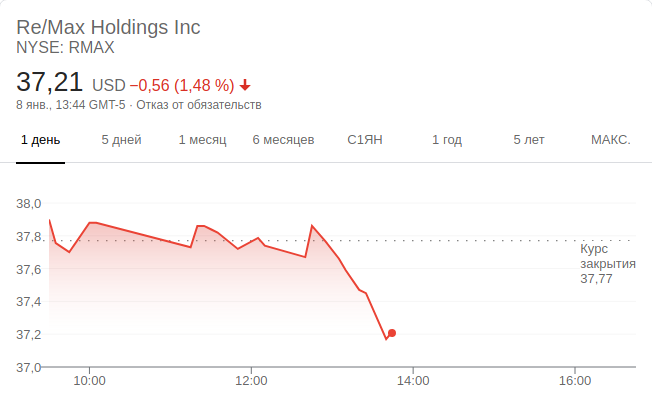 Re/Max Holdings Inc
NYSE: RMAX
37,21 USD −0,56 (1,48 %)
8 янв., 13:44 GMT-5 · Отказ от обязательств
1 день 5 дней 1 месяц 6 месяцев С1ЯН 1 год 5 лет МАКС.
38,0
37,8
Курс
закрытия
37,77
37,6
37,4
37,2
37,0
10:00 12:00 14:00 16:00